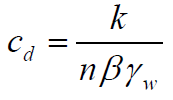 c_d = k / (n β γ_w)